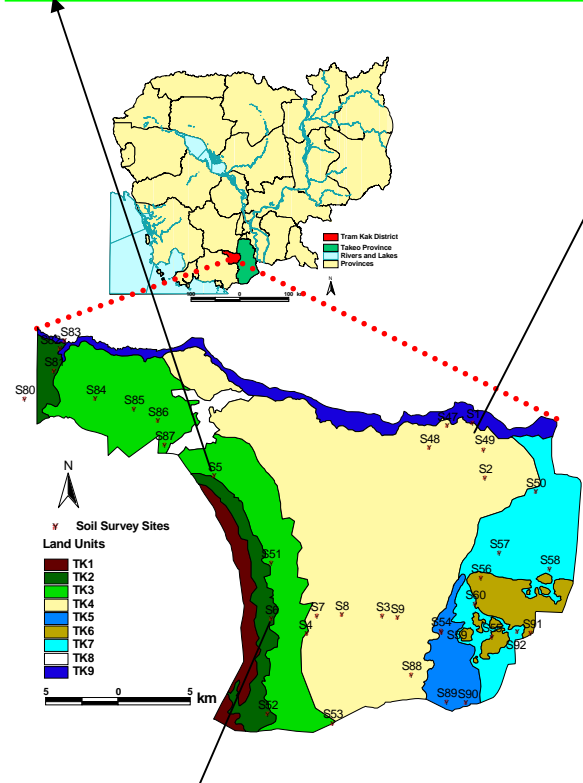 Tram Kak District
Takeo Province
Rivers and Lakes
Provinces
100 0 100 km
N
S83
S80
S84
S85
S86
S87
S47
S48
S49
S2
S5
S50
N
Soil Survey Sites
Land Units
TK1
TK2
TK3
TK4
TK5
TK6
TK7
TK8
TK9
S51
S57
S58
S56
S60
S6
S7
S8
S3
S9
S4
S54
S59
S55
S91
S92
S88
S89
S90
S52
S53
5 0 5 km